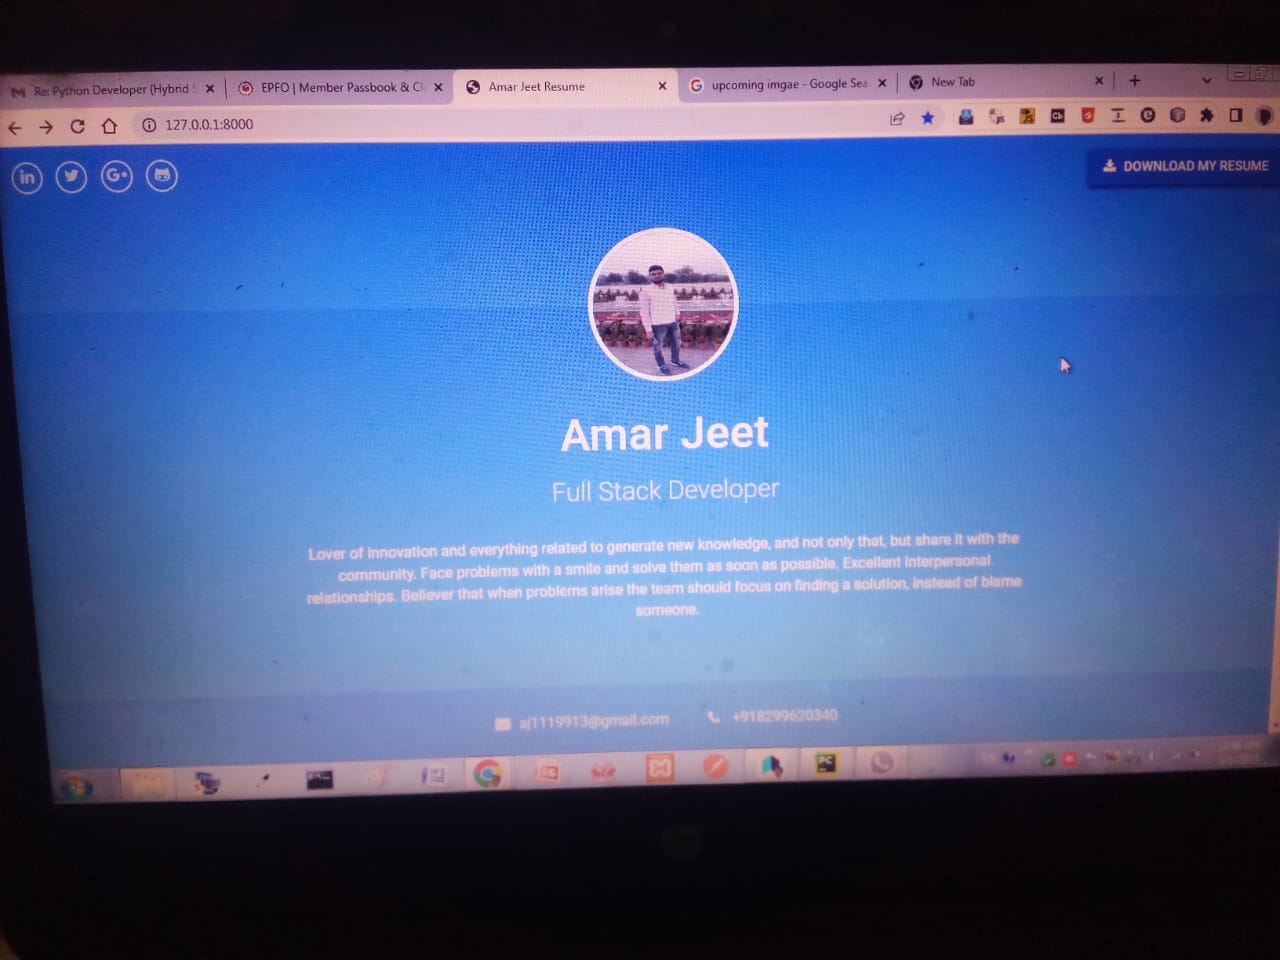 Re: Python Developer (Hybrid S
EPFO | Member Passbook & Cl
Amar Jeet Resume
upcoming imgae - Google Sea
New Tab
127.0.0.1:8000
DOWNLOAD MY RESUME
Amar Jeet
Full Stack Developer
Lover of innovation and everything related to generate new knowledge, and not only that, but share it with the
community. Face problems with a smile and solve them as soon as possible. Excellent interpersonal
relationships. Believer that when problems arise the team should focus on finding a solution, instead of blame
someone.
aj1119913@gmail.com
+918299620340